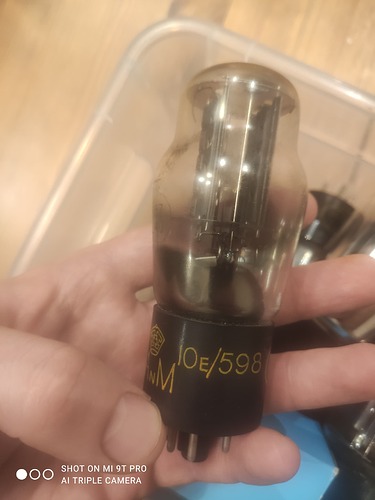 10E/598
M
SHOT ON MI 9T PRO
AI TRIPLE CAMERA